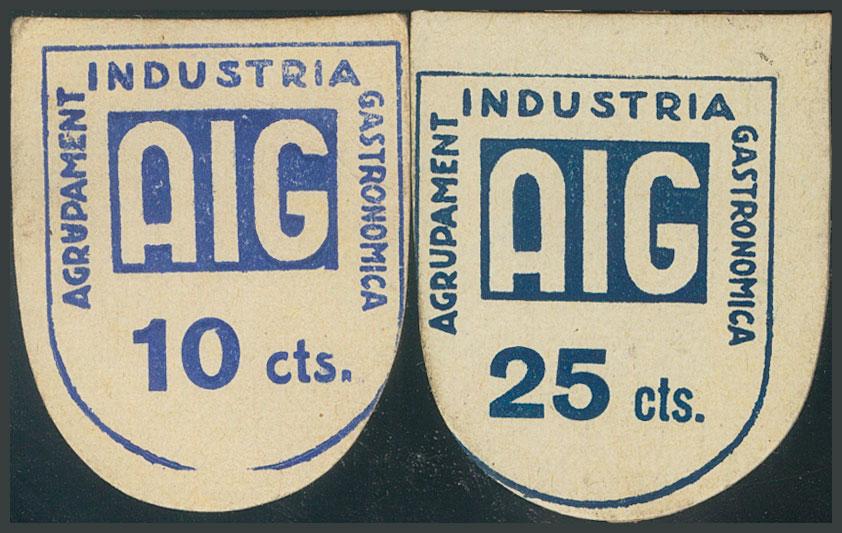 AGRUPAMENT
INDUSTRIA
GASTRONOMICA
AIG
10 cts.
AGRUPAMENT
INDUSTRIA
GASTRONOMICA
AIG
25 cts.